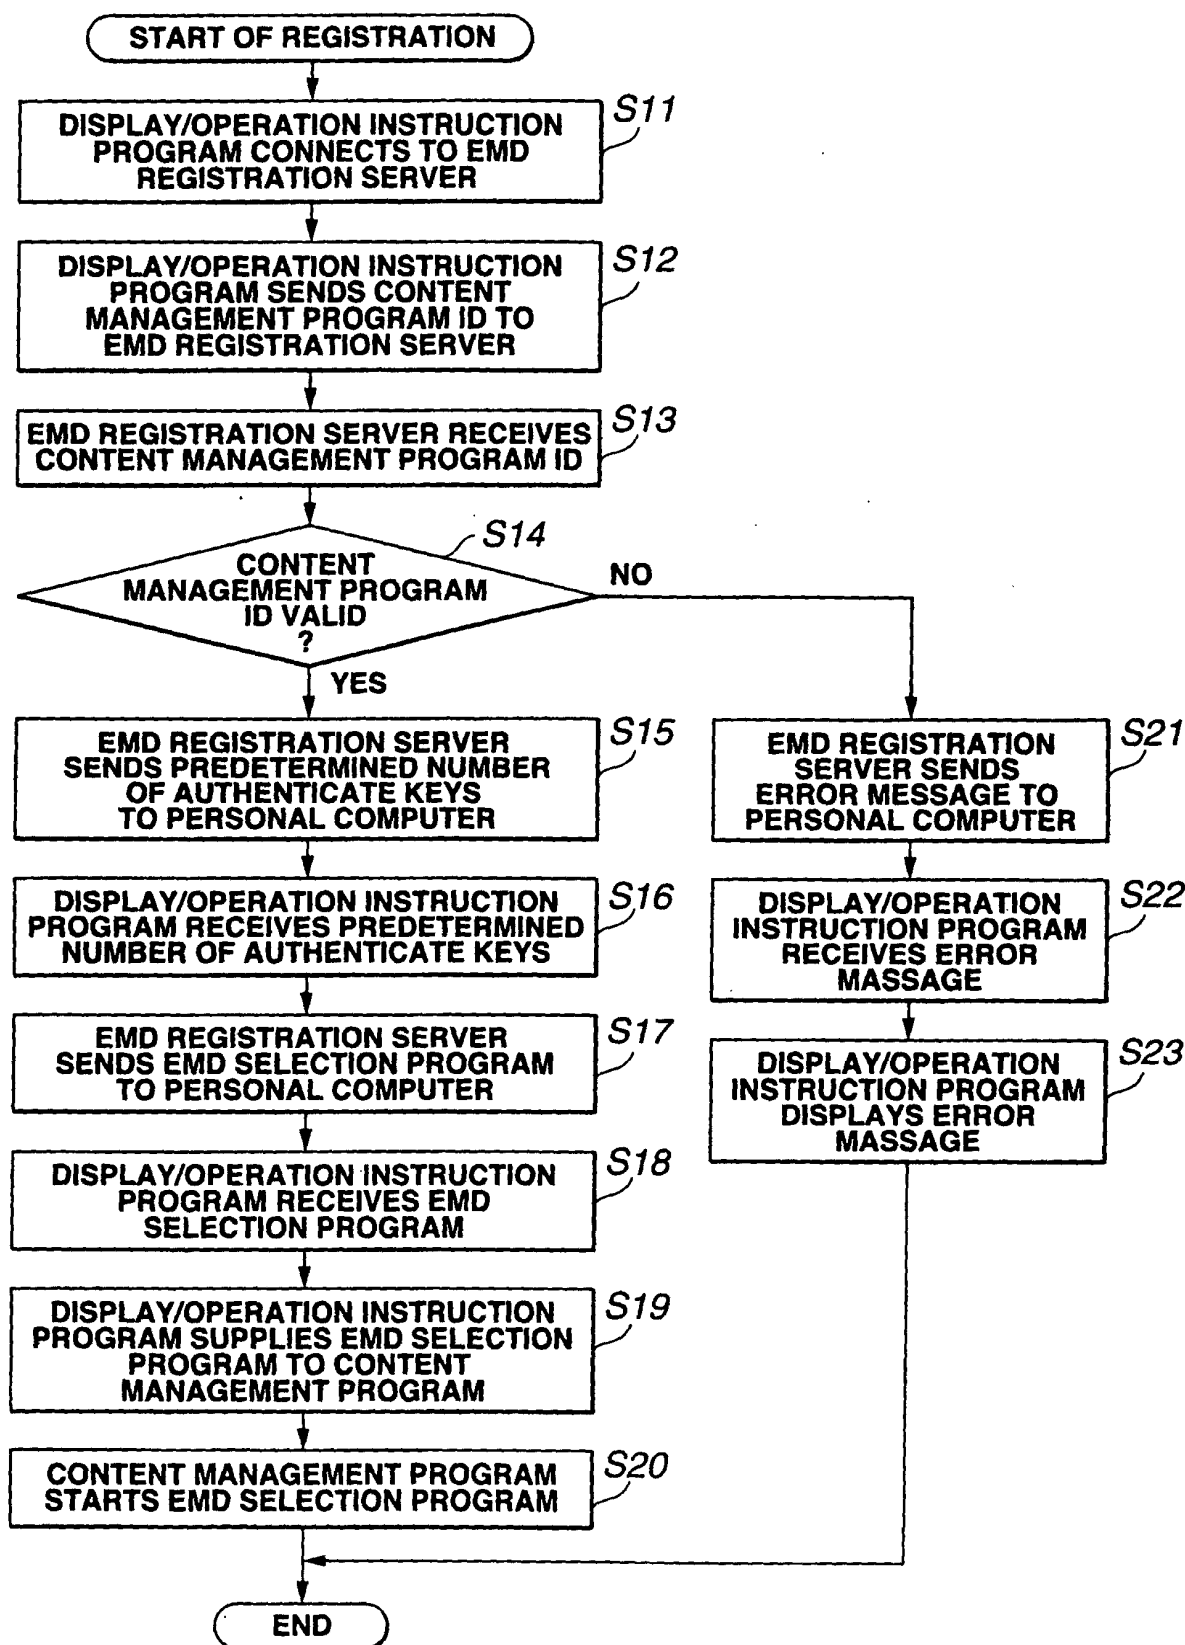 START OF REGISTRATION
S11
DISPLAY/OPERATION INSTRUCTION
PROGRAM CONNECTS TO EMD
REGISTRATION SERVER
S12
DISPLAY/OPERATION INSTRUCTION
PROGRAM SENDS CONTENT
MANAGEMENT PROGRAM ID TO
EMD REGISTRATION SERVER
S13
EMD REGISTRATION SERVER RECEIVES
CONTENT MANAGEMENT PROGRAM ID
S14
CONTENT
MANAGEMENT PROGRAM
ID VALID
?
NO
YES
S15
EMD REGISTRATION SERVER
SENDS PREDETERMINED NUMBER
OF AUTHENTICATE KEYS
TO PERSONAL COMPUTER
S16
DISPLAY/OPERATION INSTRUCTION
PROGRAM RECEIVES PREDETERMINED
NUMBER OF AUTHENTICATE KEYS
S17
EMD REGISTRATION SERVER
SENDS EMD SELECTION PROGRAM
TO PERSONAL COMPUTER
S18
DISPLAY/OPERATION INSTRUCTION
PROGRAM RECEIVES EMD
SELECTION PROGRAM
S19
DISPLAY/OPERATION INSTRUCTION
PROGRAM SUPPLIES EMD SELECTION
PROGRAM TO CONTENT
MANAGEMENT PROGRAM
S20
CONTENT MANAGEMENT PROGRAM
STARTS EMD SELECTION PROGRAM
S21
EMD REGISTRATION
SERVER SENDS
ERROR MESSAGE TO
PERSONAL COMPUTER
S22
DISPLAY/OPERATION
INSTRUCTION PROGRAM
RECEIVES ERROR
MASSAGE
S23
DISPLAY/OPERATION
INSTRUCTION PROGRAM
DISPLAYS ERROR
MASSAGE
END